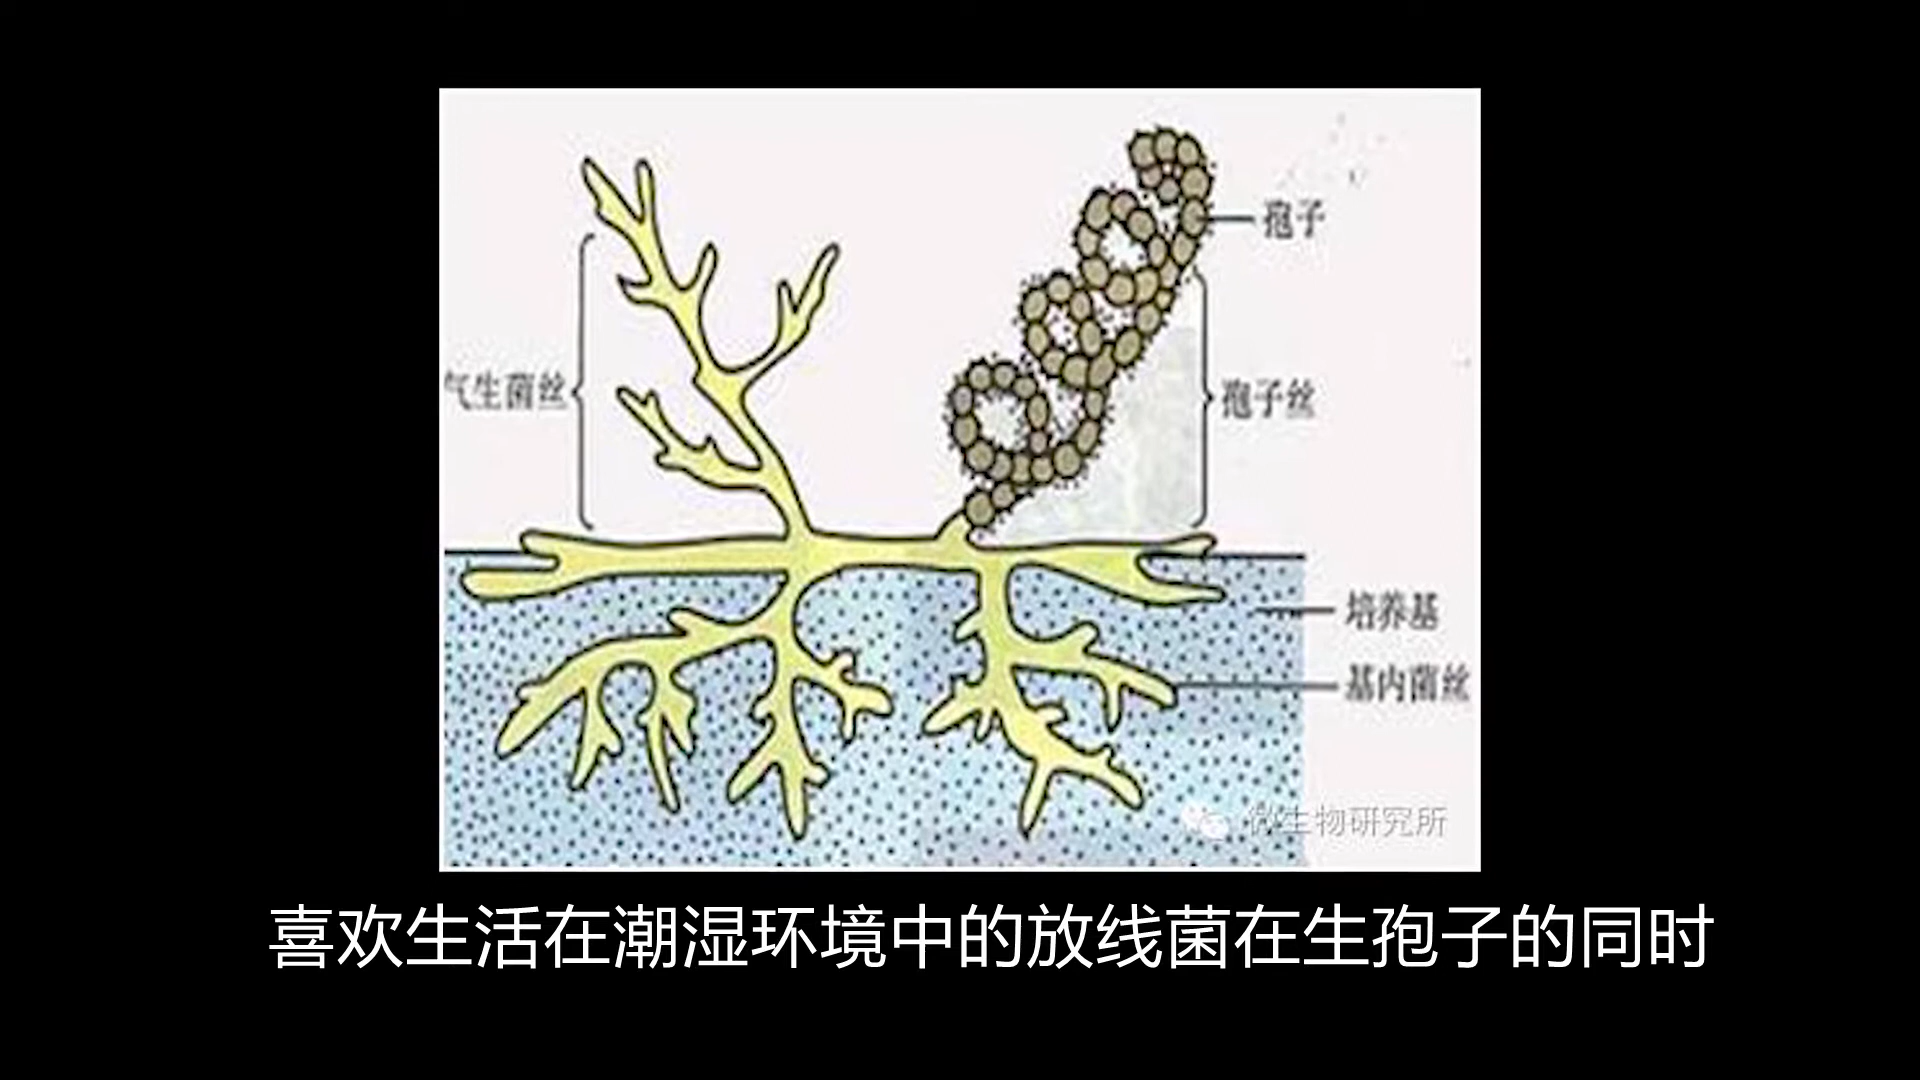 孢子
气生菌丝
孢子丝
培养基
基内菌丝
微生物研究所
喜欢生活在潮湿环境中的放线菌在生孢子的同时